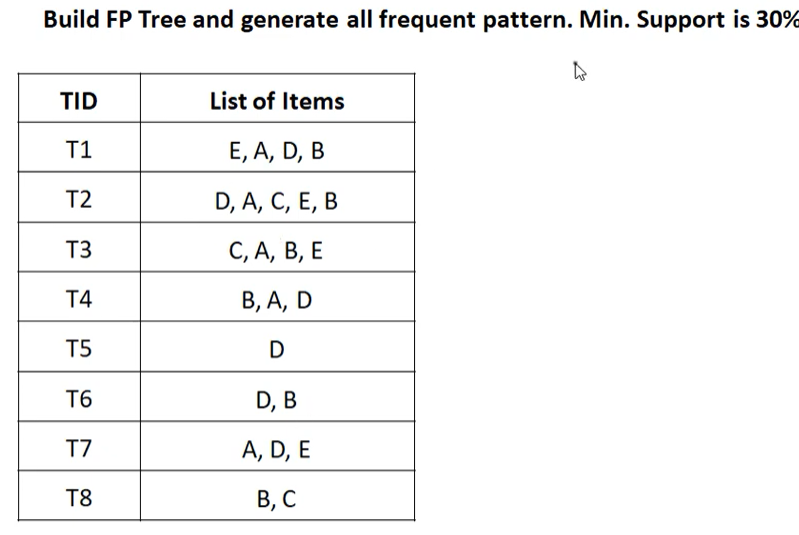 Build FP Tree and generate all frequent pattern. Min. Support is 30%
TID List of Items
T1 E, A, D, B
T2 D, A, C, E, B
T3 C, A, B, E
T4 B, A, D
T5 D
T6 D, B
T7 A, D, E
T8 B, C